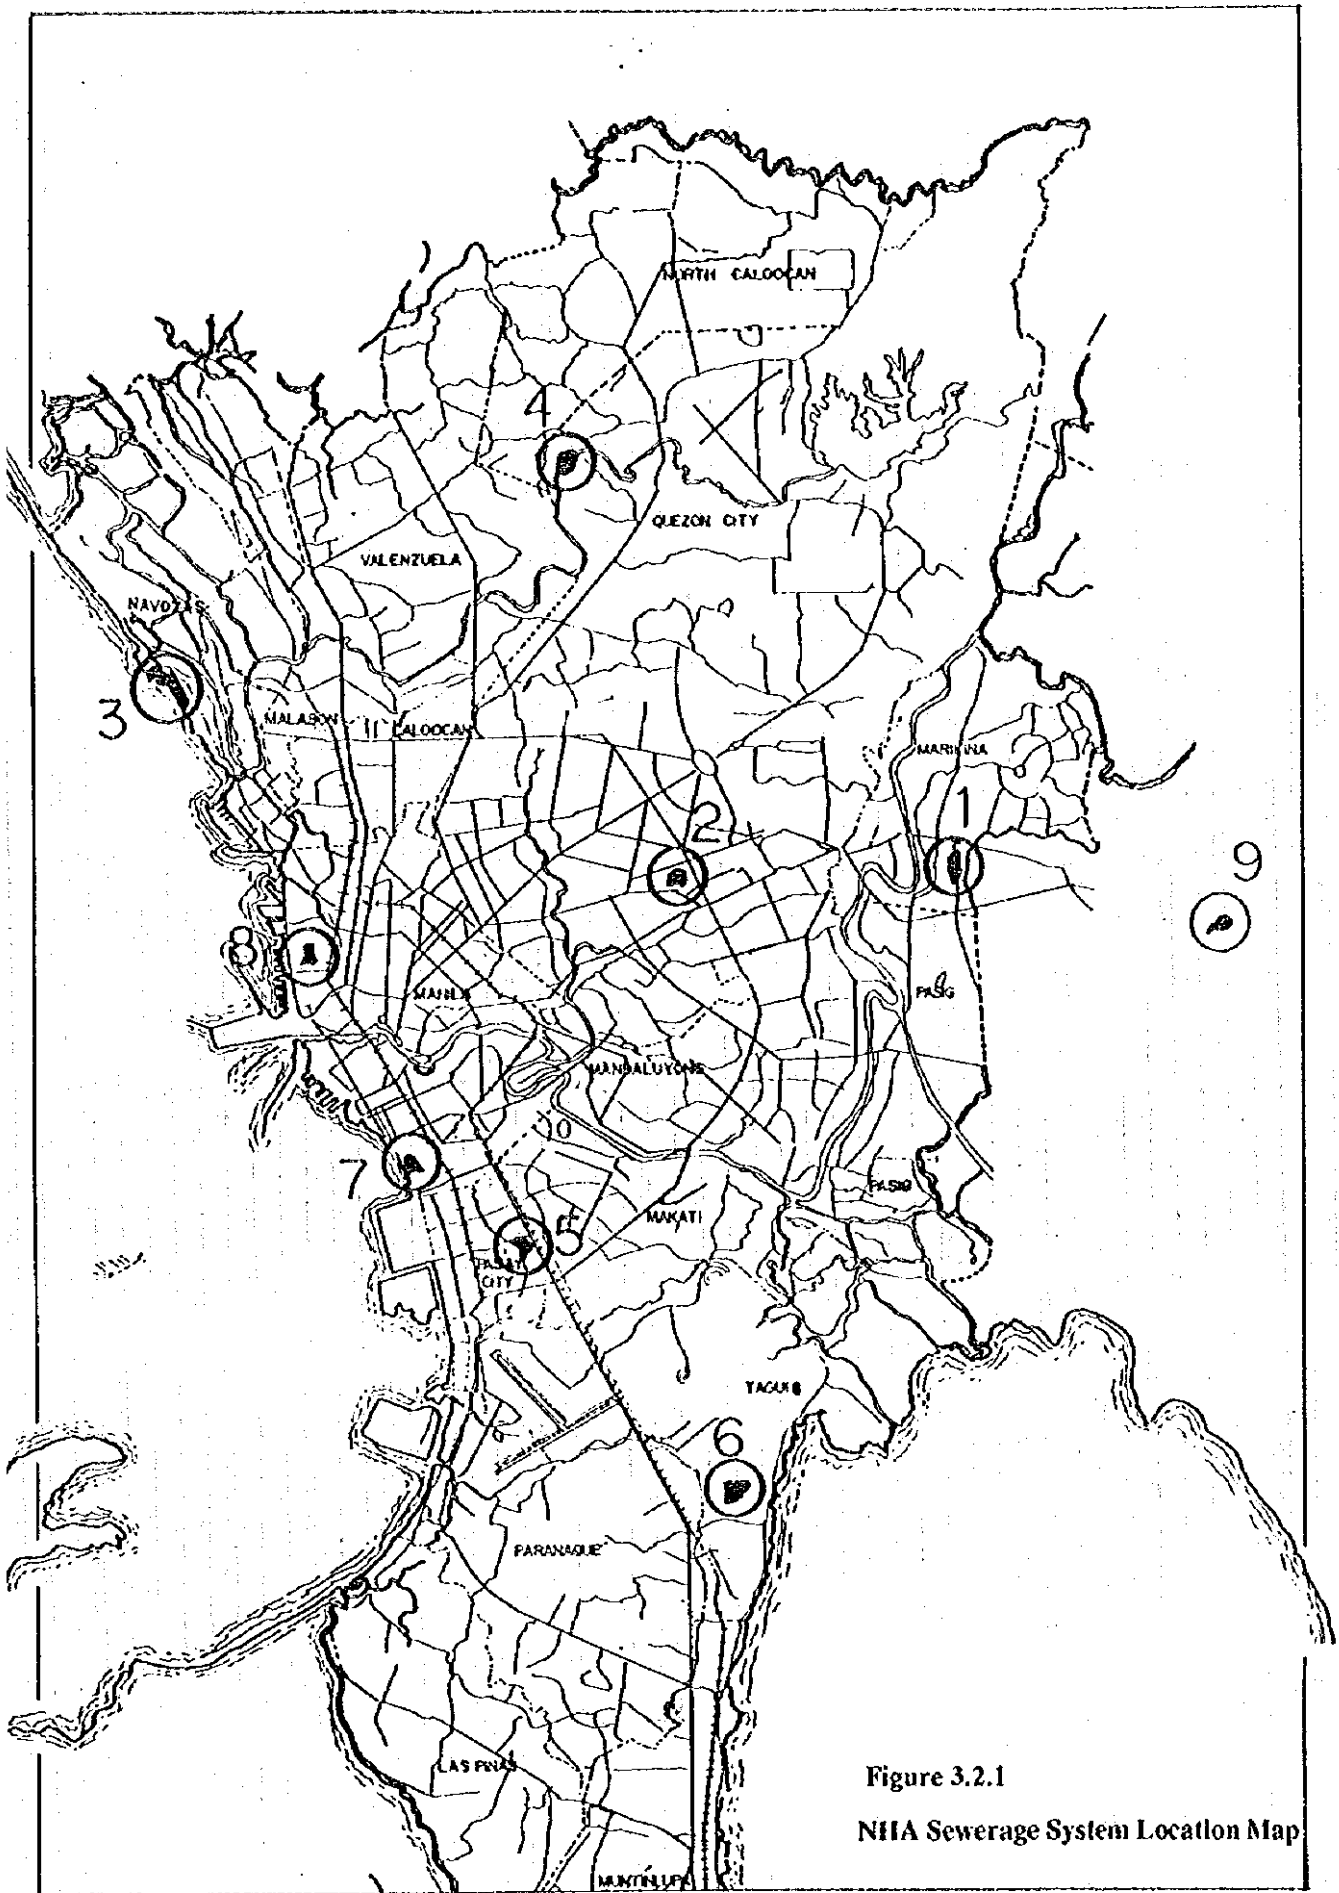 NORTH CALOOCAN
4
QUEZON CITY
VALENZUELA
NAVOTAS
3
MALABON
CALOOCAN
MARIKINA
2
1
9
8
MANILA
PASIG
MANDALUYONG
7
5
MAKATI
PASIG
PASAY
CITY
TAGUIG
6
PARANAQUE
LAS PINAS
MUNTINLUPA
Figure 3.2.1
NHA Sewerage System Location Map